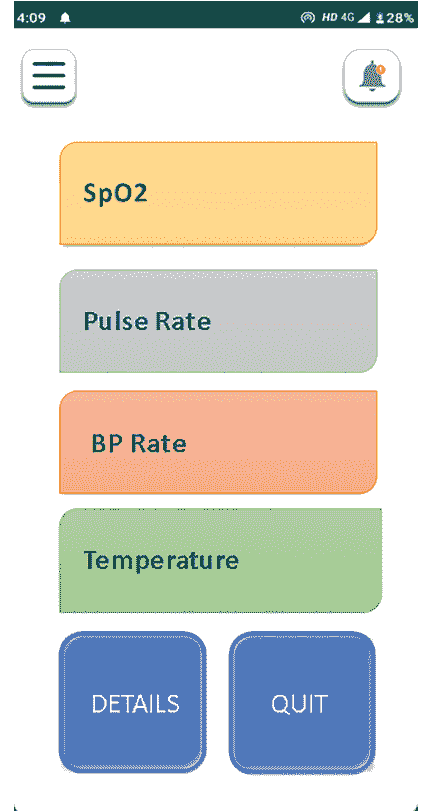 4:09 HD 4G 28%
SpO2
Pulse Rate
BP Rate
Temperature
DETAILS QUIT